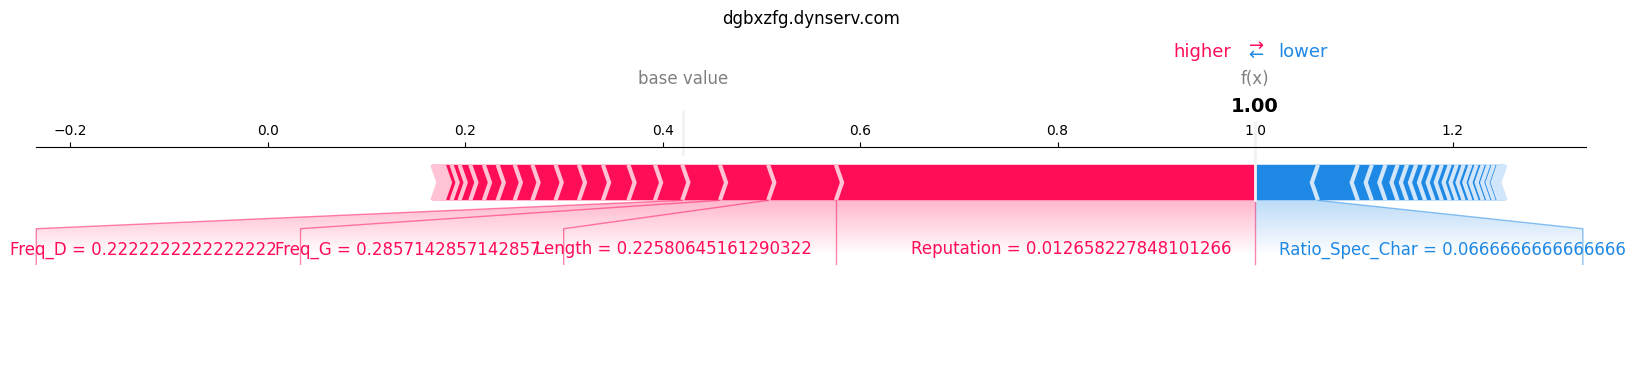 dgbxzfg.dynserv.com
higher ⇄ lower
base value f(x)
1.00
−0.2 0.0 0.2 0.4 0.6 0.8 1.0 1.2
Freq_D = 0.2222222222222222 Freq_G = 0.2857142857142857 Length = 0.22580645161290322 Reputation = 0.012658227848101266 Ratio_Spec_Char = 0.0666666666666666